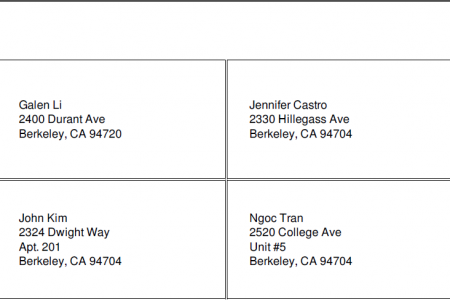 Galen Li
2400 Durant Ave
Berkeley, CA 94720
Jennifer Castro
2330 Hillegass Ave
Berkeley, CA 94704
John Kim
2324 Dwight Way
Apt. 201
Berkeley, CA 94704
Ngoc Tran
2520 College Ave
Unit #5
Berkeley, CA 94704